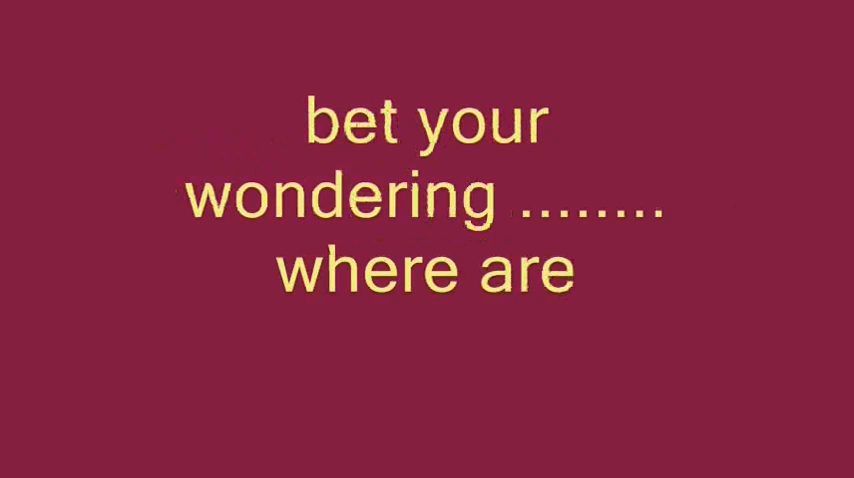 bet your
wondering ........
where are